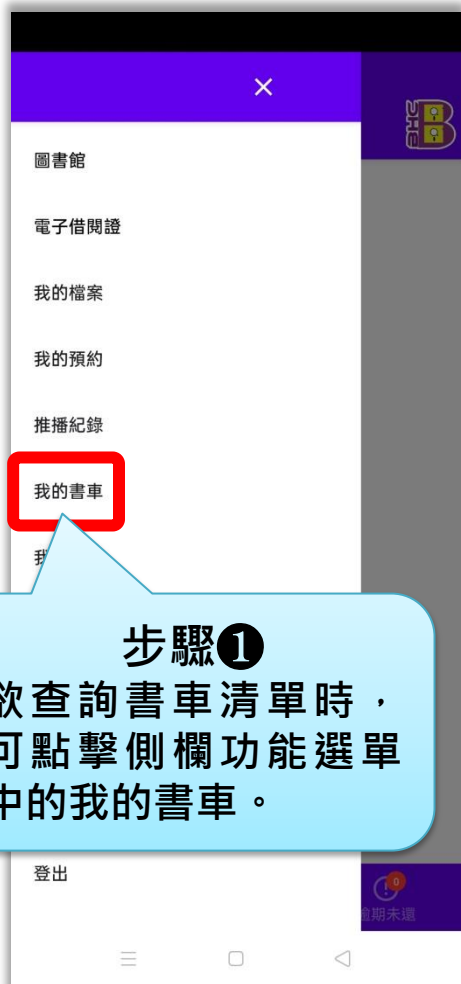 圖書館
電子借閱證
我的檔案
我的預約
推播紀錄
我的書車
步驟❶
欲查詢書車清單時，
可點擊側欄功能選單
中的我的書車。
登出
0
逾期未還